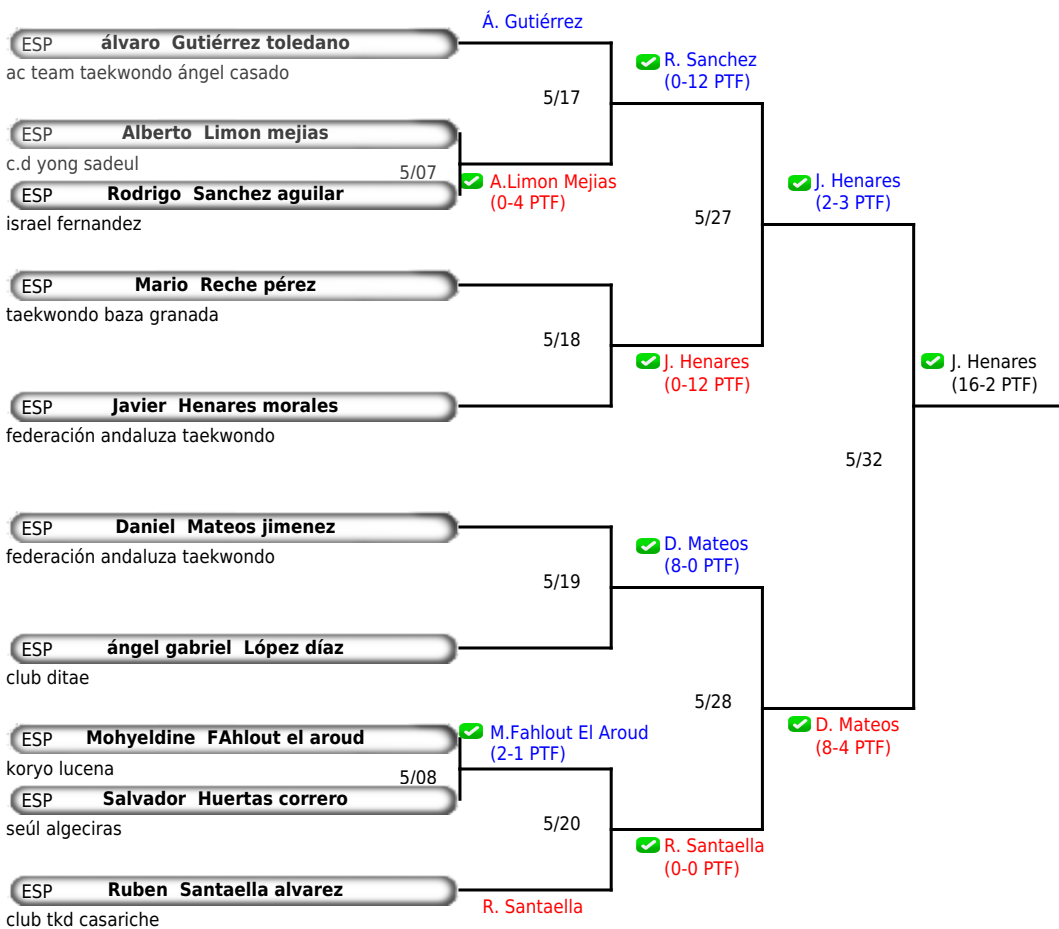 Á. Gutiérrez
ESP álvaro Gutiérrez toledano
ac team taekwondo ángel casado
R. Sanchez
(0-12 PTF)
5/17
ESP Alberto Limon mejias
c.d yong sadeul
5/07
A.Limon Mejias
(0-4 PTF)
ESP Rodrigo Sanchez aguilar
israel fernandez
J. Henares
(2-3 PTF)
5/27
ESP Mario Reche pérez
taekwondo baza granada
5/18
J. Henares
(0-12 PTF)
J. Henares
(16-2 PTF)
ESP Javier Henares morales
federación andaluza taekwondo
5/32
ESP Daniel Mateos jimenez
federación andaluza taekwondo
D. Mateos
(8-0 PTF)
5/19
ESP ángel gabriel López díaz
club ditae
5/28
D. Mateos
(8-4 PTF)
ESP Mohyeldine FAhlout el aroud
koryo lucena
M.Fahlout El Aroud
(2-1 PTF)
5/08
ESP Salvador Huertas correro
seúl algeciras
5/20
R. Santaella
(0-0 PTF)
ESP Ruben Santaella alvarez
club tkd casariche
R. Santaella